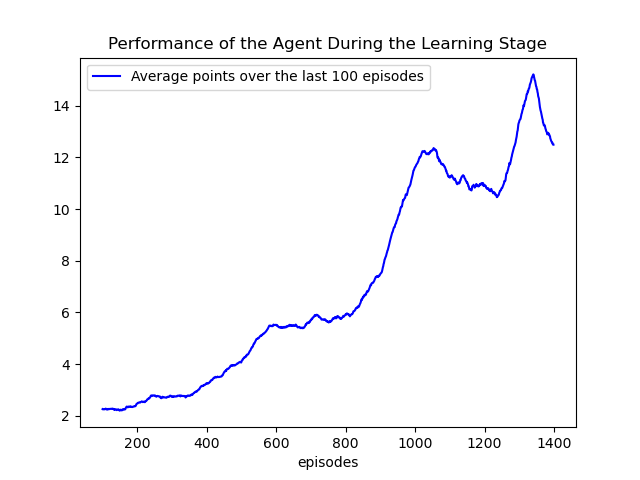 Performance of the Agent During the Learning Stage
Average points over the last 100 episodes
14
12
10
8
6
4
2
200 400 600 800 1000 1200 1400
episodes